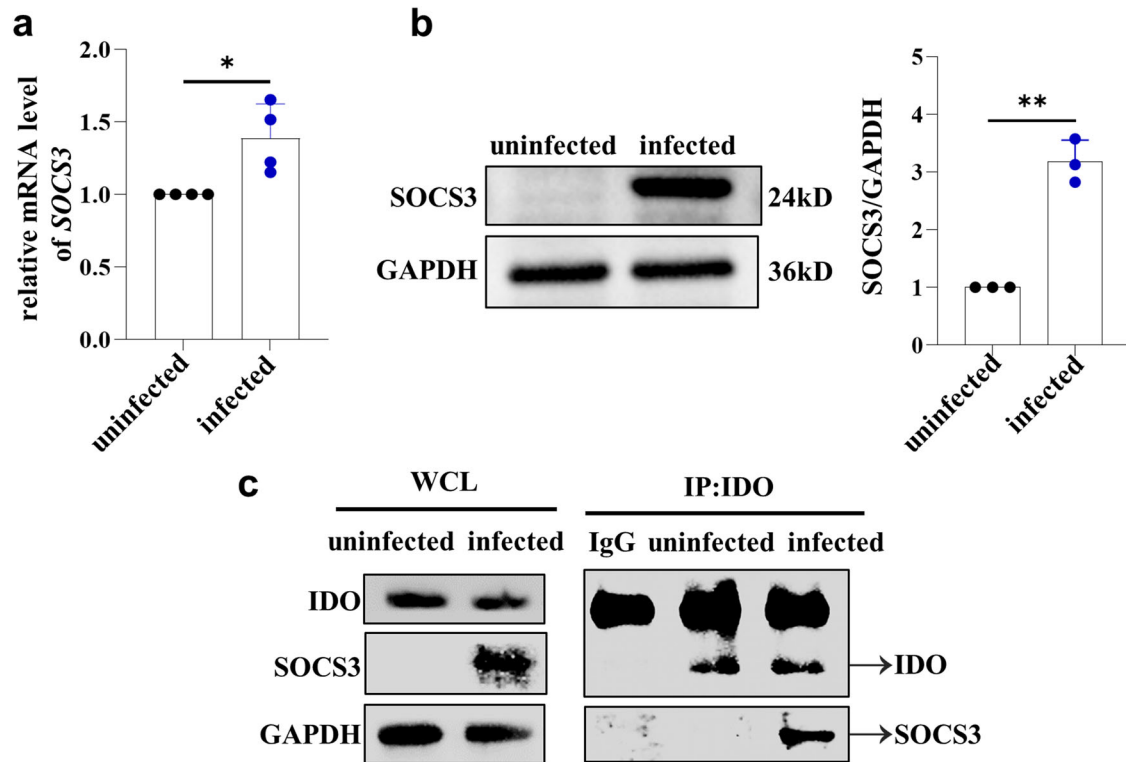 a
relative mRNA level
of SOCS3
2.0
1.5
1.0
0.5
0.0
*
uninfected
infected
b
uninfected infected
SOCS3 24kD
GAPDH 36kD
SOCS3/GAPDH
5
4
3
2
1
0
**
uninfected
infected
c
WCL
uninfected infected
IDO
SOCS3
GAPDH
IP:IDO
IgG uninfected infected
IDO
SOCS3